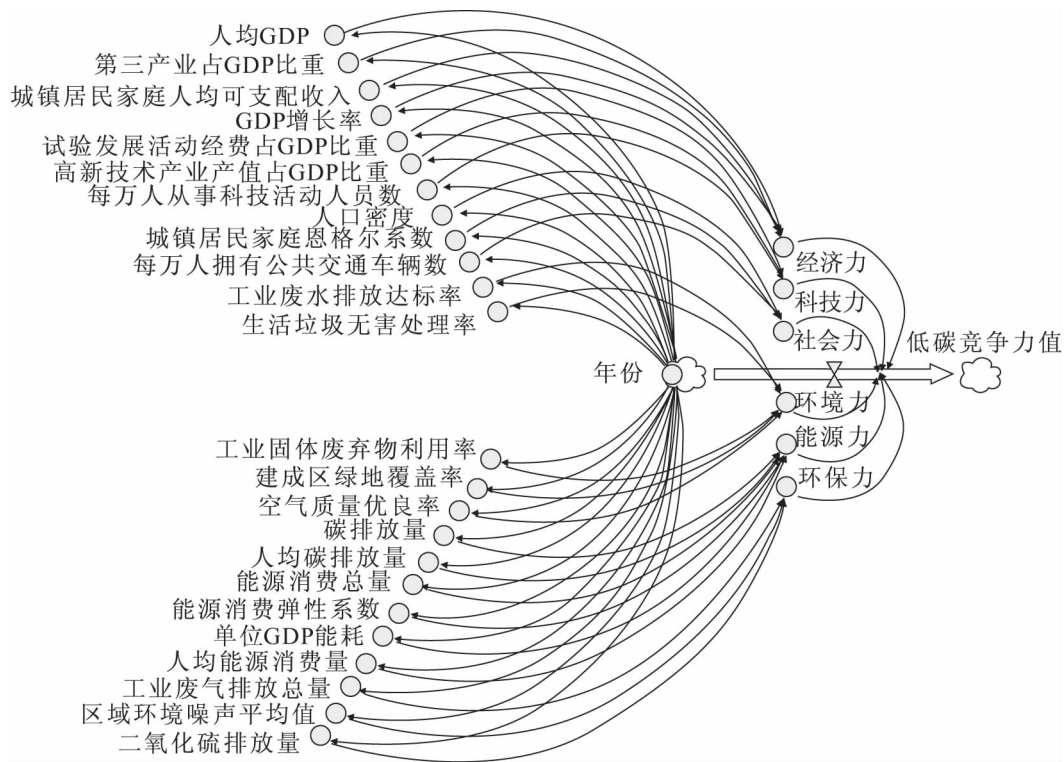 人均GDP
第三产业占GDP比重
城镇居民家庭人均可支配收入
GDP增长率
试验发展活动经费占GDP比重
高新技术产业产值占GDP比重
每万人从事科技活动人员数
人口密度
城镇居民家庭恩格尔系数
每万人拥有公共交通车辆数
工业废水排放达标率
生活垃圾无害处理率
经济力
科技力
社会力
低碳竞争力值
年份
环境力
能源力
环保力
工业固体废弃物利用率
建成区绿地覆盖率
空气质量优良率
碳排放量
人均碳排放量
能源消费总量
能源消费弹性系数
单位GDP能耗
人均能源消费量
工业废气排放总量
区域环境噪声平均值
二氧化硫排放量